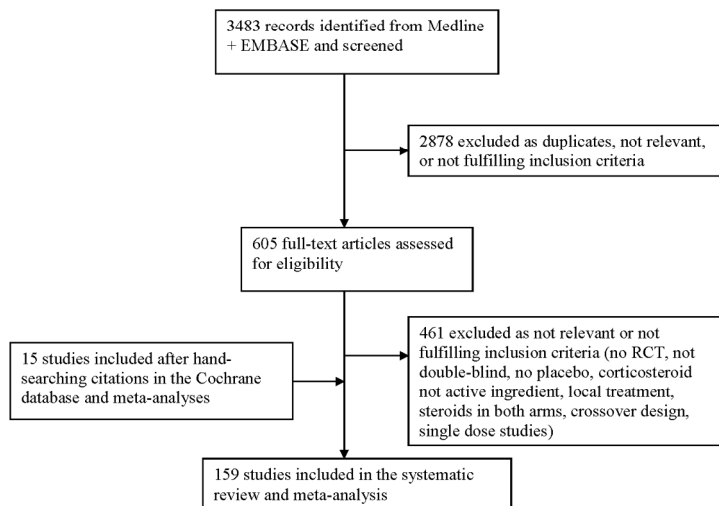 3483 records identified from Medline
+ EMBASE and screened
2878 excluded as duplicates, not relevant,
or not fulfilling inclusion criteria
605 full-text articles assessed
for eligibility
15 studies included after hand-
searching citations in the Cochrane
database and meta-analyses
461 excluded as not relevant or not
fulfilling inclusion criteria (no RCT, not
double-blind, no placebo, corticosteroid
not active ingredient, local treatment,
steroids in both arms, crossover design,
single dose studies)
159 studies included in the systematic
review and meta-analysis